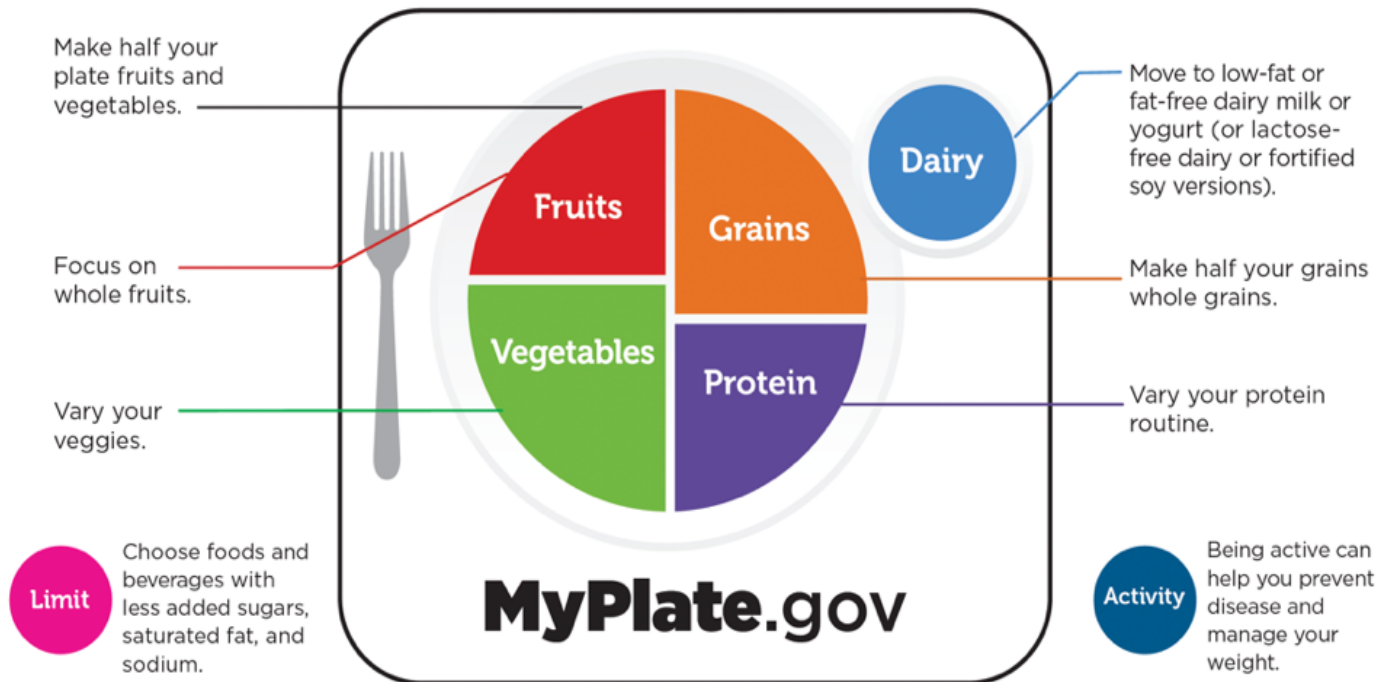 Make half your
plate fruits and
vegetables.
Focus on
whole fruits.
Vary your
veggies.
Fruits
Vegetables
Grains
Protein
Dairy
Move to low-fat or
fat-free dairy milk or
yogurt (or lactose-
free dairy or fortified
soy versions).
Make half your grains
whole grains.
Vary your protein
routine.
Limit
Choose foods and
beverages with
less added sugars,
saturated fat, and
sodium.
MyPlate.gov
Activity
Being active can
help you prevent
disease and
manage your
weight.